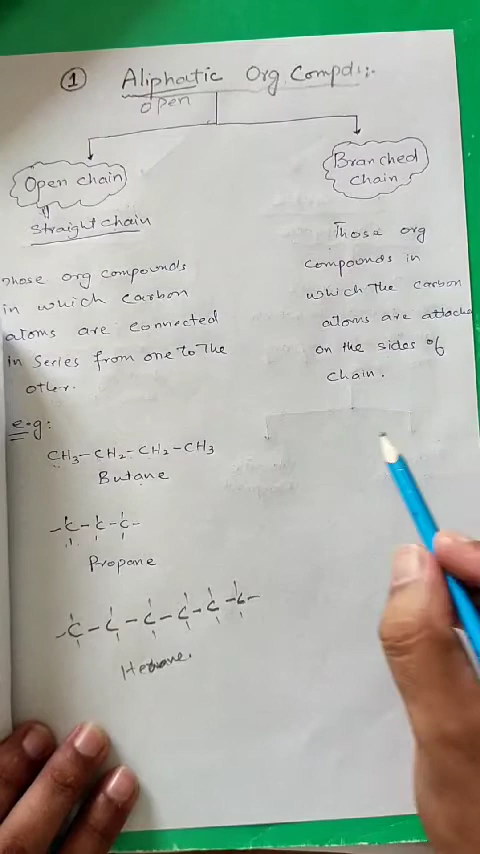 ① Aliphatic Org Compds:.
open
Open chain
Straight chain
Those org compounds
in which carbon
atoms are connected
in Series from one to The
other.
e.g:
CH3-CH2-CH2-CH3
Butane
-C-C-C-
Propane
-C-C-C-C-C-C-
Hexane.
Branched
chain
Those org
compounds in
which the carbon
atoms are attache
on the sides of
chain.